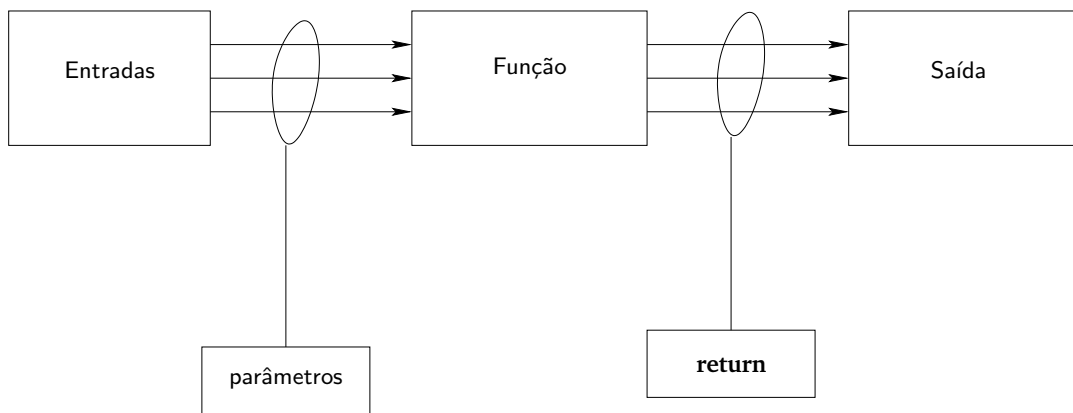 Entradas
Função
Saída
parâmetros
return